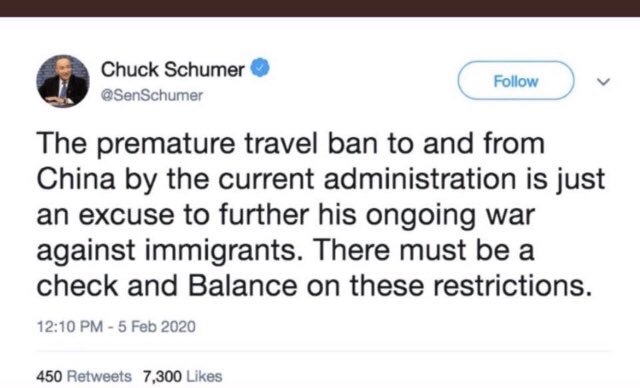 Chuck Schumer
@SenSchumer
Follow
The premature travel ban to and from
China by the current administration is just
an excuse to further his ongoing war
against immigrants. There must be a
check and Balance on these restrictions.
12:10 PM - 5 Feb 2020
450 Retweets 7,300 Likes